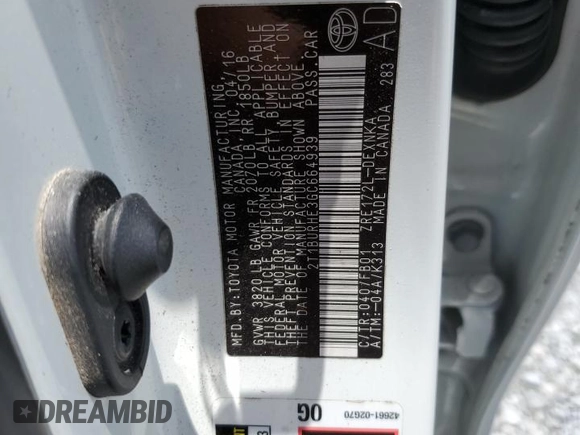 MFD.BY:TOYOTA MOTOR MANUFACTURING
CANADA, INC. 04/16
GVWR 3820LB GAWR FR 2070LB RR 1850LB
THIS VEHICLE CONFORMS TO ALL APPLICABLE
FEDERAL MOTOR VEHICLE SAFETY, BUMPER AND
THEFT PREVENTION STANDARDS IN EFFECT ON
THE DATE OF MANUFACTURE SHOWN ABOVE.
2T1BURHE3GC664939 PASS.CAR
C/TR:040/FB01 ZRE172L-DEXNKA
A/TM:-04A/K313 MADE IN CANADA 283
AD
42661-02G70
0G
DREAMBID